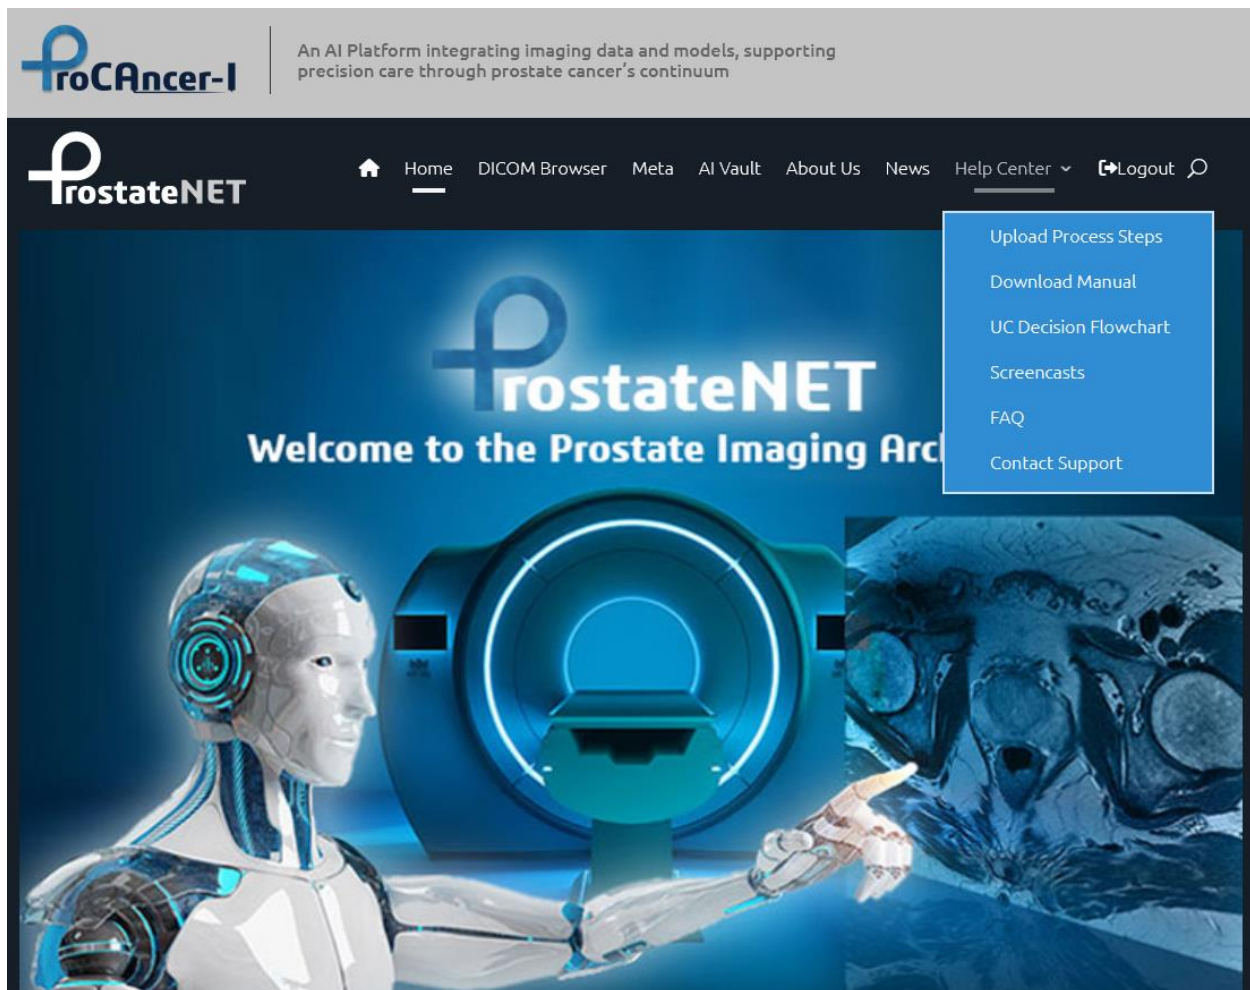 ProCAncer-I
An AI Platform integrating imaging data and models, supporting
precision care through prostate cancer's continuum
ProstateNET
Home DICOM Browser Meta AI Vault About Us News Help Center Logout
Upload Process Steps
Download Manual
UC Decision Flowchart
Screencasts
FAQ
Contact Support
ProstateNET
Welcome to the Prostate Imaging Arc